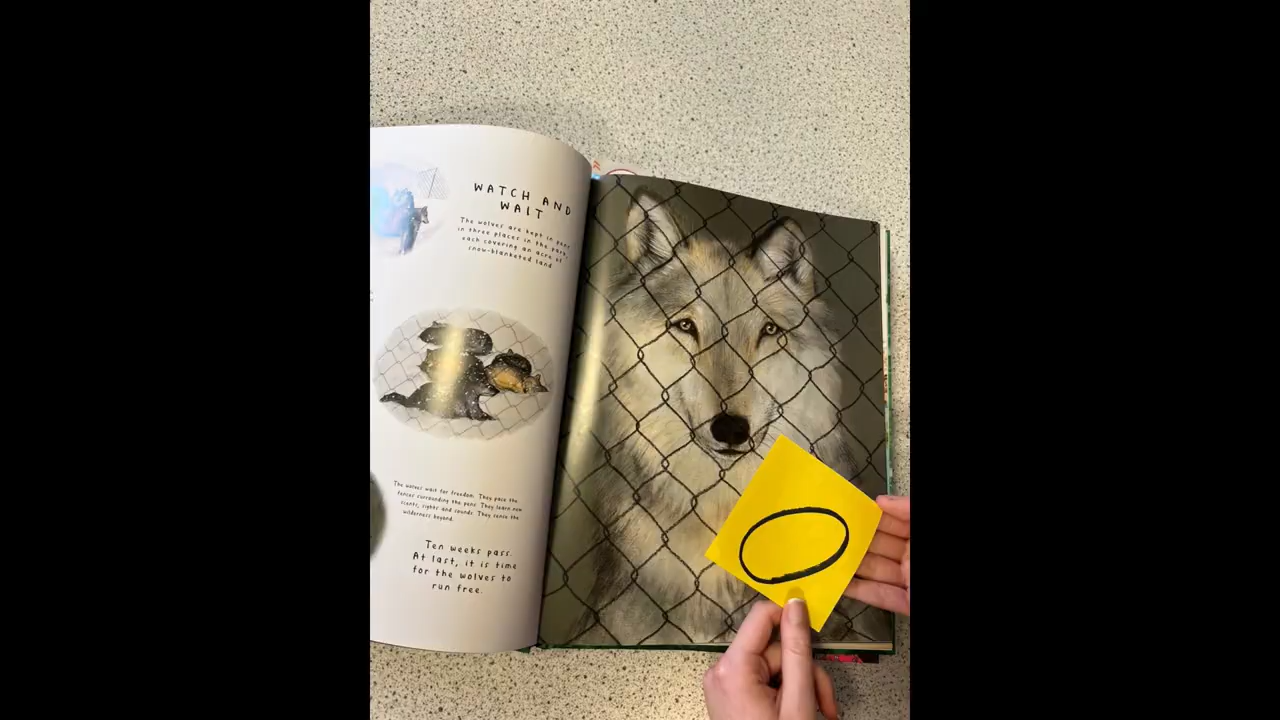 WATCH AND
WAIT
The wolves are kept in pens
in three places in the park,
each covering an acre of
snow-blanketed land
The wolves wait for freedom. They pace the
fences surrounding the pens. They learn new
scents, sights and sounds. They sense the
wilderness beyond.
Ten weeks pass.
At last, it is time
for the wolves to
run free.
O